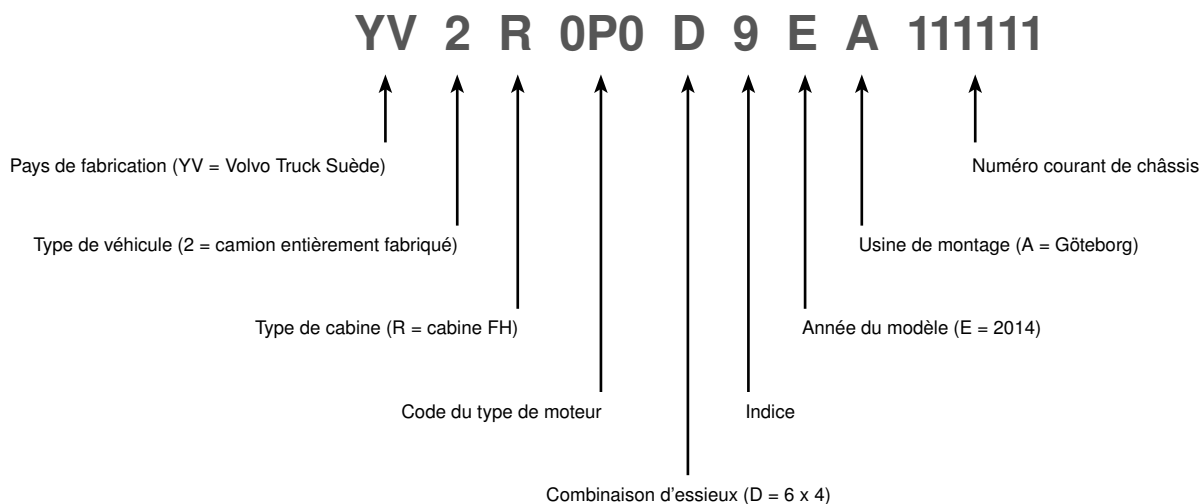 YV 2 R 0P0 D 9 E A 111111
Pays de fabrication (YV = Volvo Truck Suède)
Numéro courant de châssis
Type de véhicule (2 = camion entièrement fabriqué)
Usine de montage (A = Göteborg)
Type de cabine (R = cabine FH)
Année du modèle (E = 2014)
Code du type de moteur
Indice
Combinaison d'essieux (D = 6 x 4)